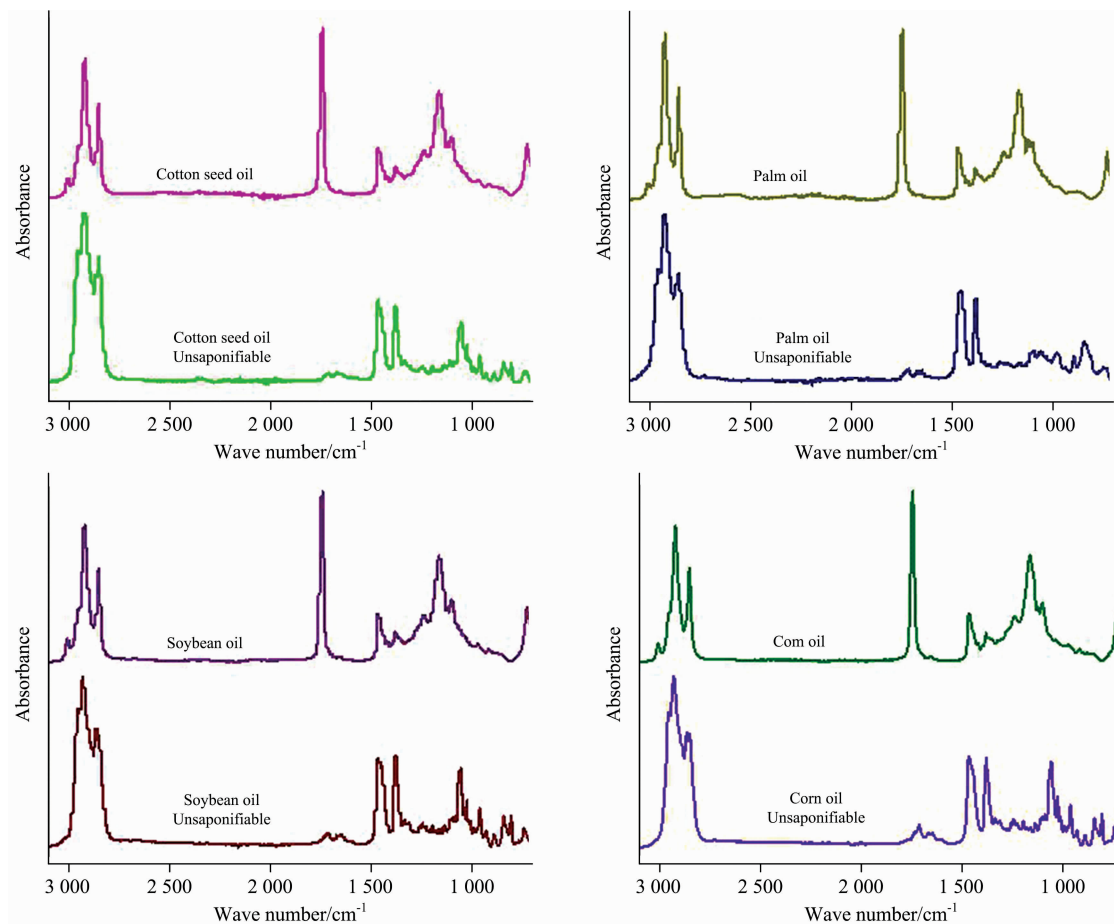 Absorbance
Cotton seed oil
Cotton seed oil
Unsaponifiable
3 000 2 500 2 000 1 500 1 000
Wave number/cm⁻¹
Absorbance
Palm oil
Palm oil
Unsaponifiable
3 000 2 500 2 000 1 500 1 000
Wave number/cm⁻¹
Absorbance
Soybean oil
Soybean oil
Unsaponifiable
3 000 2 500 2 000 1 500 1 000
Wave number/cm⁻¹
Absorbance
Com oil
Corn oil
Unsaponifiable
3 000 2 500 2 000 1 500 1 000
Wave number/cm⁻¹